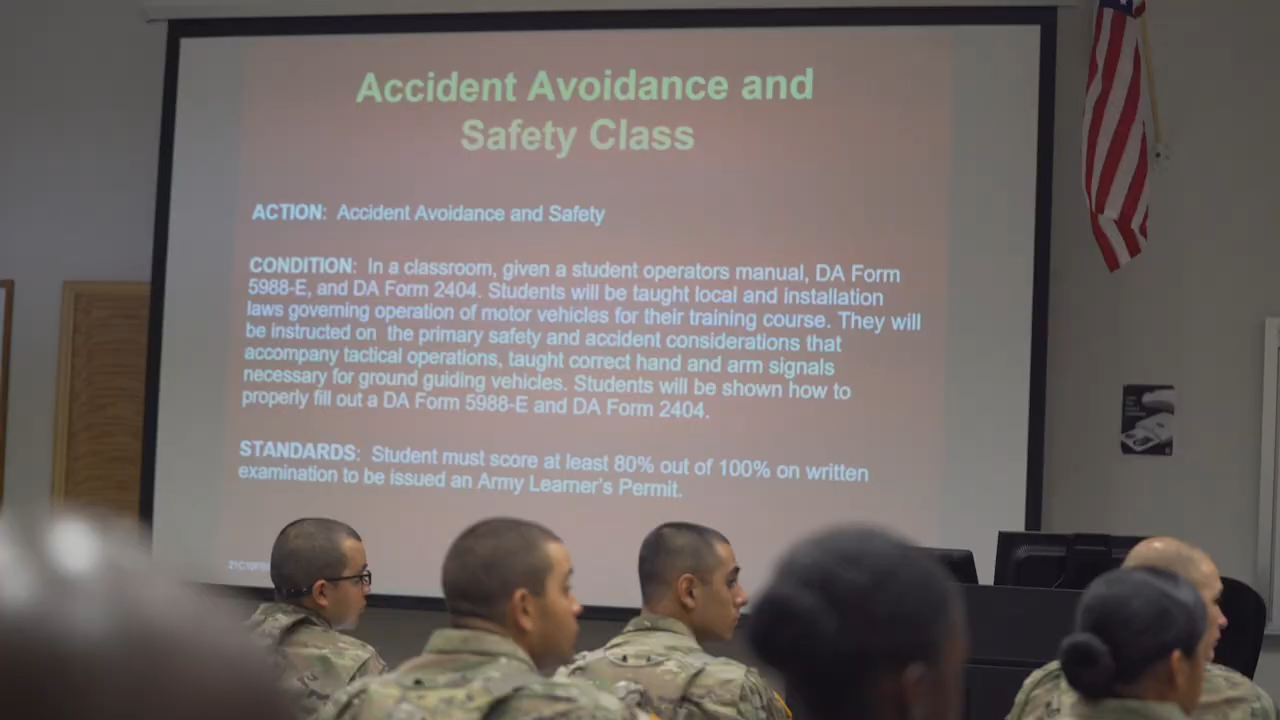 Accident Avoidance and
Safety Class
ACTION: Accident Avoidance and Safety
CONDITION: In a classroom, given a student operators manual, DA Form
5988-E, and DA Form 2404. Students will be taught local and installation
laws governing operation of motor vehicles for their training course. They will
be instructed on the primary safety and accident considerations that
accompany tactical operations, taught correct hand and arm signals
necessary for ground guiding vehicles. Students will be shown how to
properly fill out a DA Form 5988-E and DA Form 2404.
STANDARDS: Student must score at least 80% out of 100% on written
examination to be issued an Army Learner's Permit.